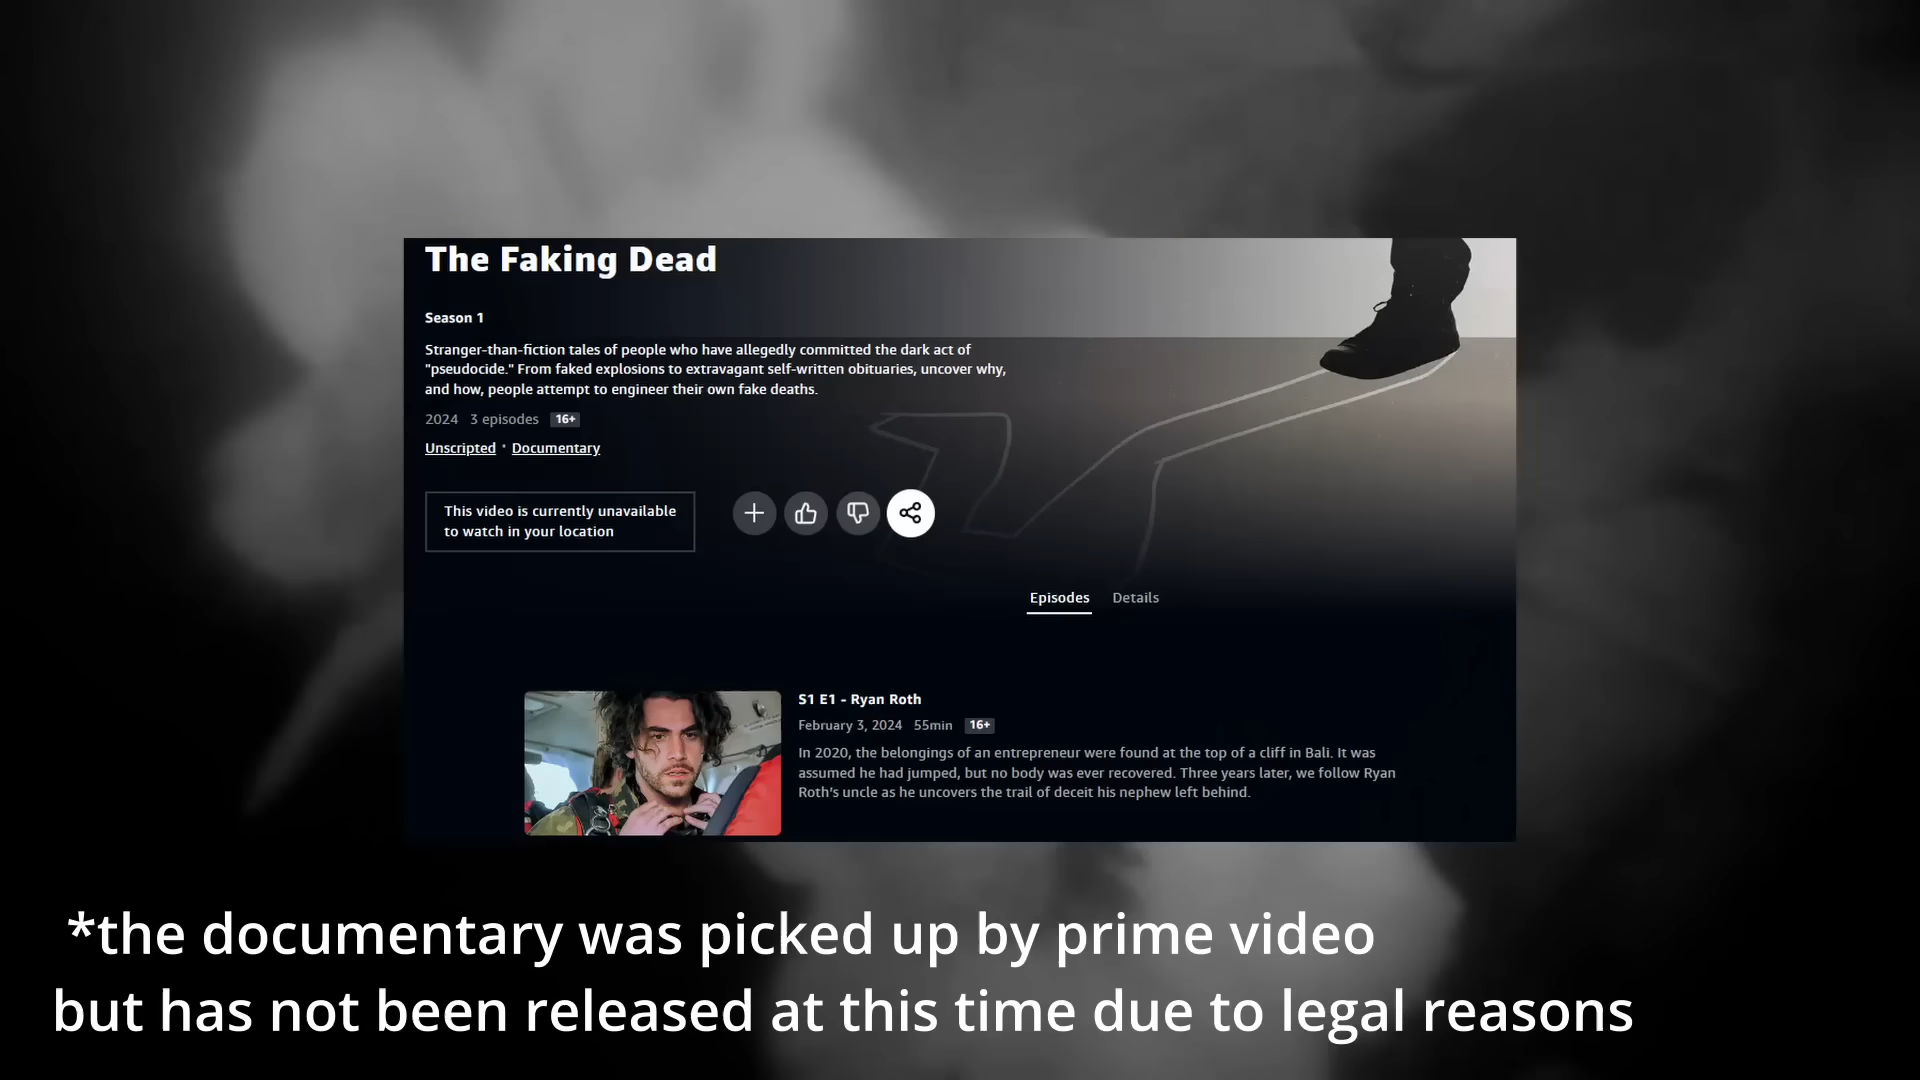 The Faking Dead
Season 1
Stranger-than-fiction tales of people who have allegedly committed the dark act of
"pseudocide." From faked explosions to extravagant self-written obituaries, uncover why,
and how, people attempt to engineer their own fake deaths.
2024 3 episodes 16+
Unscripted · Documentary
This video is currently unavailable
to watch in your location
Episodes Details
S1 E1 - Ryan Roth
February 3, 2024 55min 16+
In 2020, the belongings of an entrepreneur were found at the top of a cliff in Bali. It was
assumed he had jumped, but no body was ever recovered. Three years later, we follow Ryan
Roth's uncle as he uncovers the trail of deceit his nephew left behind.
*the documentary was picked up by prime video
but has not been released at this time due to legal reasons